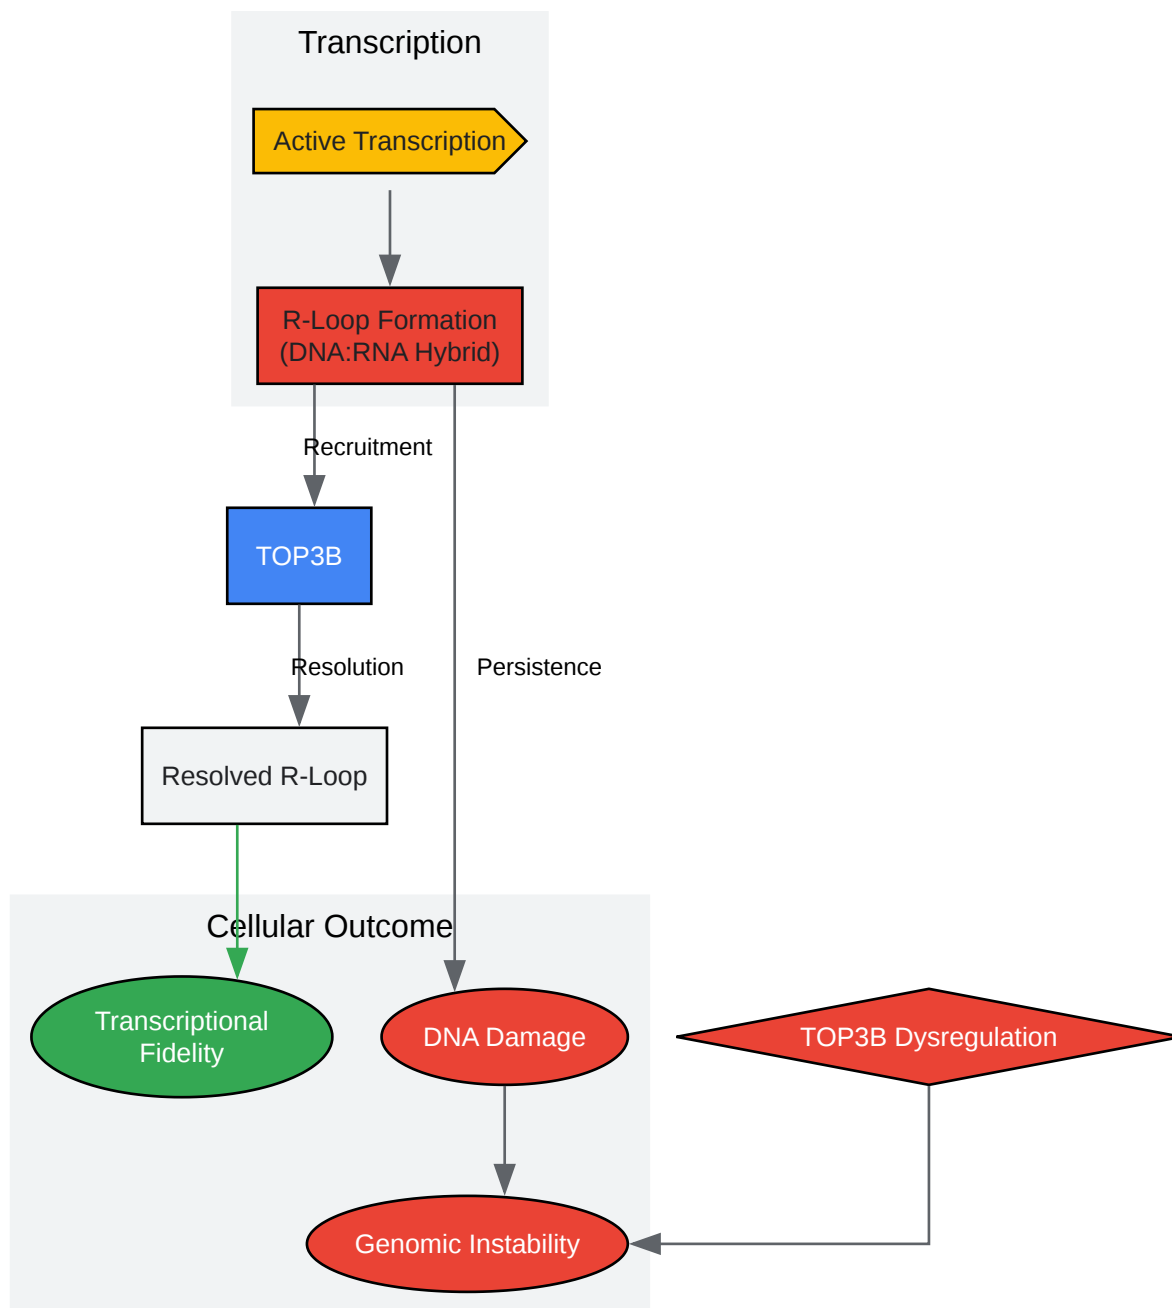 Transcription
Active Transcription
R-Loop Formation
(DNA:RNA Hybrid)
Recruitment
TOP3B
Resolution
Persistence
Resolved R-Loop
Cellular Outcome
Transcriptional
Fidelity
DNA Damage
TOP3B Dysregulation
Genomic Instability